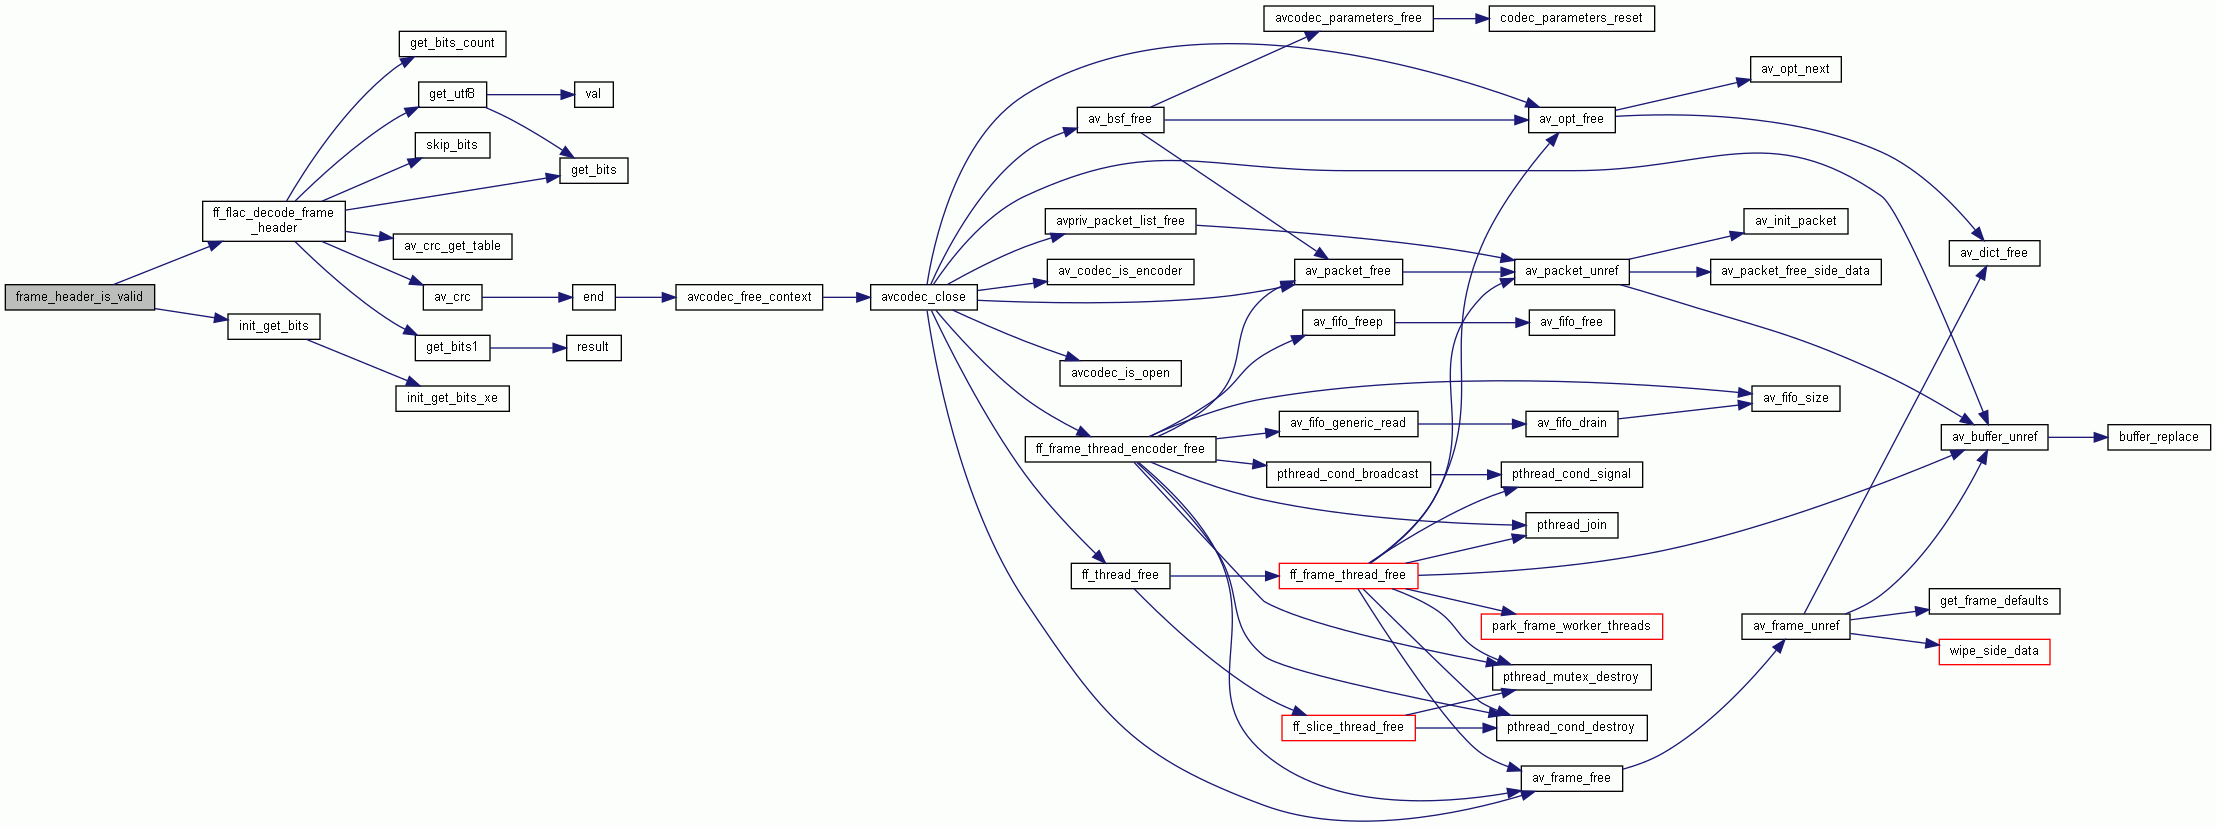 frame_header_is_valid
ff_flac_decode_frame
_header
init_get_bits
get_bits_count
get_utf8
skip_bits
av_crc_get_table
av_crc
get_bits1
init_get_bits_xe
val
get_bits
end
result
avcodec_free_context
avcodec_close
av_bsf_free
avpriv_packet_list_free
av_codec_is_encoder
avcodec_is_open
ff_frame_thread_encoder_free
ff_thread_free
avcodec_parameters_free
av_packet_free
av_fifo_freep
av_fifo_generic_read
pthread_cond_broadcast
ff_frame_thread_free
ff_slice_thread_free
codec_parameters_reset
av_opt_free
av_packet_unref
av_fifo_free
av_fifo_drain
pthread_cond_signal
pthread_join
park_frame_worker_threads
pthread_mutex_destroy
pthread_cond_destroy
av_frame_free
av_opt_next
av_init_packet
av_packet_free_side_data
av_fifo_size
av_frame_unref
av_dict_free
av_buffer_unref
get_frame_defaults
wipe_side_data
buffer_replace